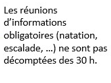 Les réunions
d'informations
obligatoires (natation,
escalade, ...) ne sont pas
décomptées des 30 h.